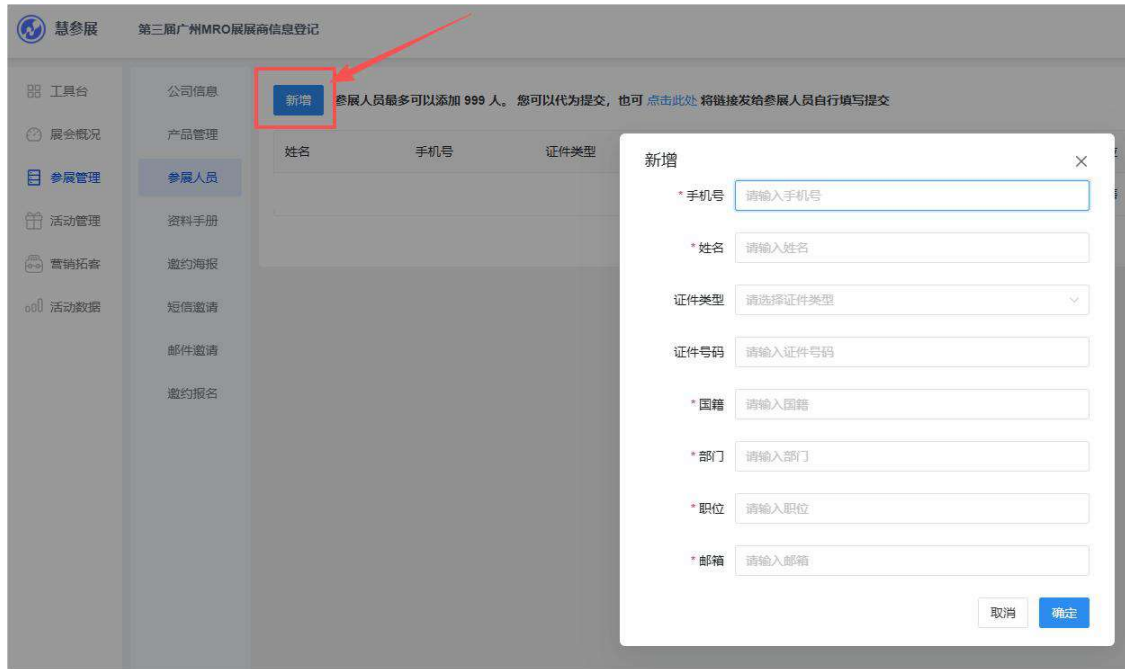 慧参展
第三届广州MRO展展商信息登记
工具台
展会概况
参展管理
活动管理
营销拓客
活动数据
公司信息
产品管理
参展人员
资料手册
邀约海报
短信邀请
邮件邀请
邀约报名
新增 参展人员最多可以添加 999 人。 您可以代为提交，也可 点击此处 将链接发给参展人员自行填写提交
姓名 手机号 证件类型
新增
* 手机号 请输入手机号
* 姓名 请输入姓名
证件类型 请选择证件类型
证件号码 请输入证件号码
* 国籍 请输入国籍
* 部门 请输入部门
* 职位 请输入职位
* 邮箱 请输入邮箱
取消 确定